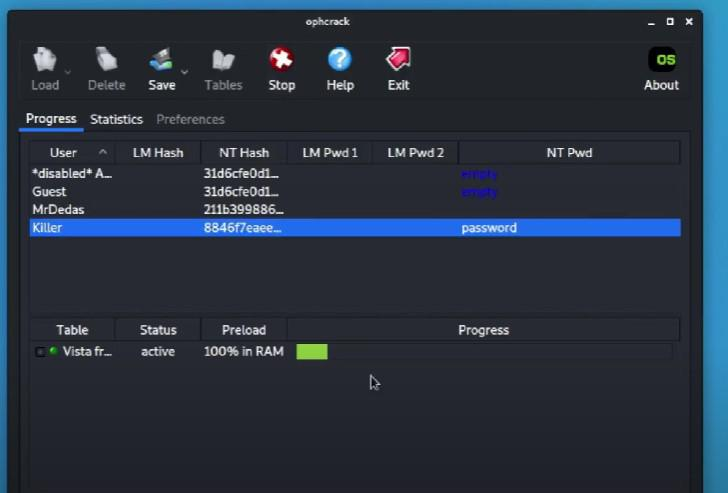 ophcrack
Load Delete Save Tables Stop Help Exit OS About
Progress Statistics Preferences
User LM Hash NT Hash LM Pwd 1 LM Pwd 2 NT Pwd
*disabled* A... 31d6cfe0d1... empty
Guest 31d6cfe0d1... empty
MrDedas 211b399886...
Killer 8846f7eaee... password
Table Status Preload Progress
Vista fr... active 100% in RAM